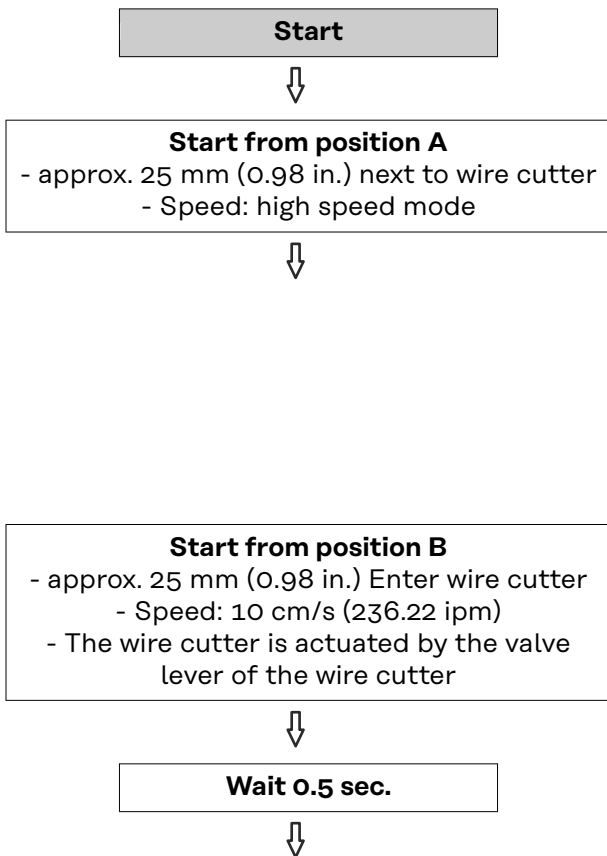 Start
Start from position A
- approx. 25 mm (0.98 in.) next to wire cutter
- Speed: high speed mode
Start from position B
- approx. 25 mm (0.98 in.) Enter wire cutter
- Speed: 10 cm/s (236.22 ipm)
- The wire cutter is actuated by the valve
lever of the wire cutter
Wait 0.5 sec.